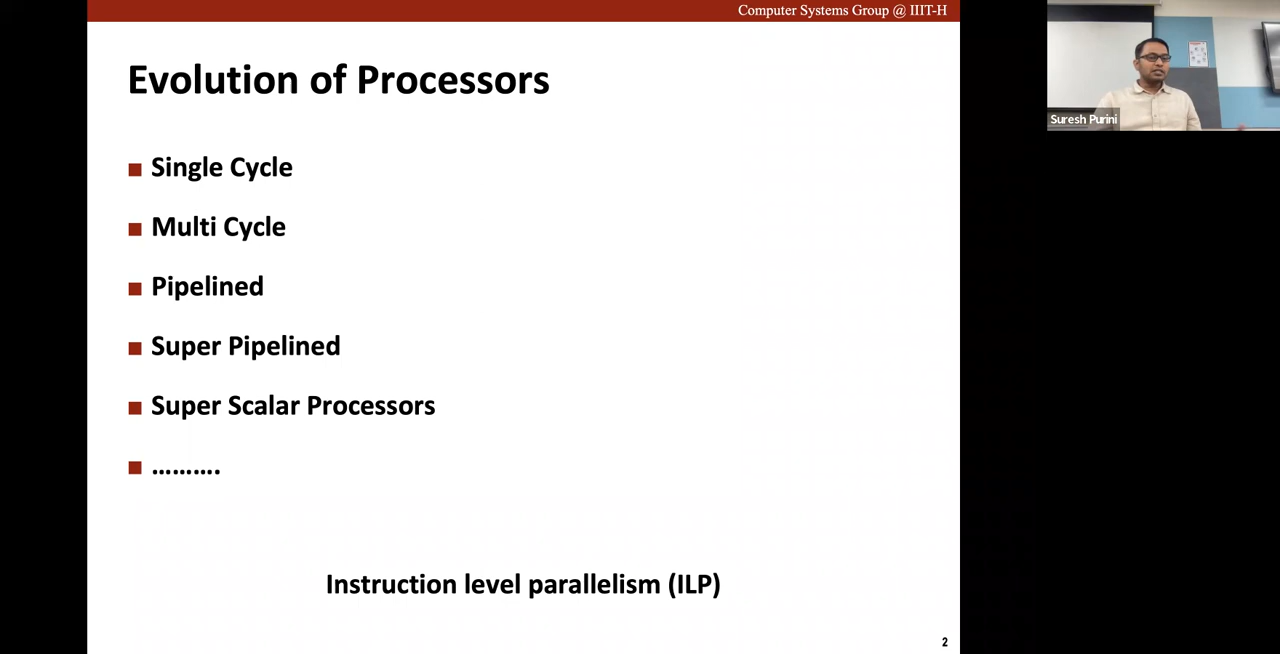 Computer Systems Group @ IIIT-H
Evolution of Processors
Single Cycle
Multi Cycle
Pipelined
Super Pipelined
Super Scalar Processors
……….
Instruction level parallelism (ILP)
2
Suresh Purini